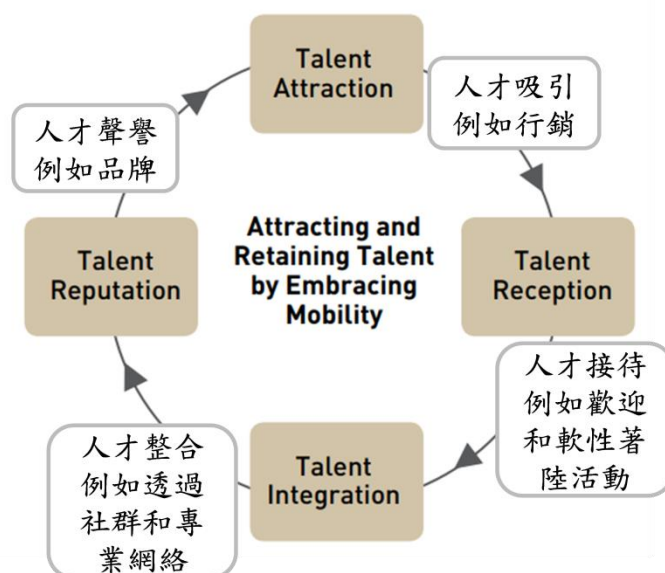 Talent
Attraction
人才吸引
例如行銷
Talent
Reception
人才接待
例如歡迎
和軟性著
陸活動
Talent
Integration
人才整合
例如透過
社群和專
業網絡
Talent
Reputation
人才聲譽
例如品牌
Attracting and
Retaining Talent
by Embracing
Mobility